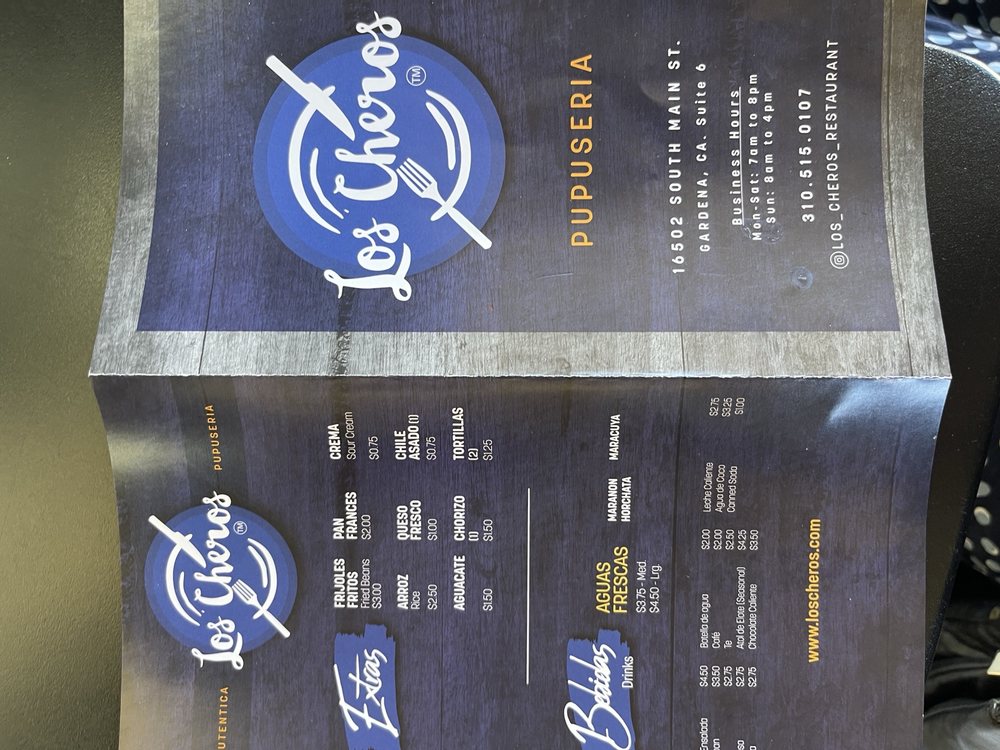 Los Cheros
TM
PUPUSERIA
16502 SOUTH MAIN ST.
GARDENA, CA. Suite 6
Business Hours
Mon-Sat: 7am to 8pm
Sun: 8am to 4pm
310.515.0107
LOS_CHEROS_RESTAURANT
UTENTICA
Los Cheros
TM
PUPUSERIA
Extras
FRIJOLES
FRITOS
Fried Beans
$3.00
PAN
FRANCES
$2.00
CREMA
Sour Cream
$0.75
ARROZ
Rice
$2.50
QUESO
FRESCO
$1.00
CHILE
ASADO (1)
$0.75
AGUACATE
$1.50
CHORIZO
(1)
$1.50
TORTILLAS
(2)
$1.25
Bebidas
Drinks
AGUAS
FRESCAS
$3.75 - Med
$4.50 - Lrg.
MARANON
HORCHATA
MARACUYA
Ensalada $4.50
$3.50
$2.75
$2.75
$2.75
Botella de agua $2.00
Café $2.00
Te $2.50
Atol de Elote (Seasonal) $4.25
Chocolate Caliente $3.50
Leche Caliente $2.75
Agua de Coco $3.25
Canned Soda $1.00
www.loscheros.com